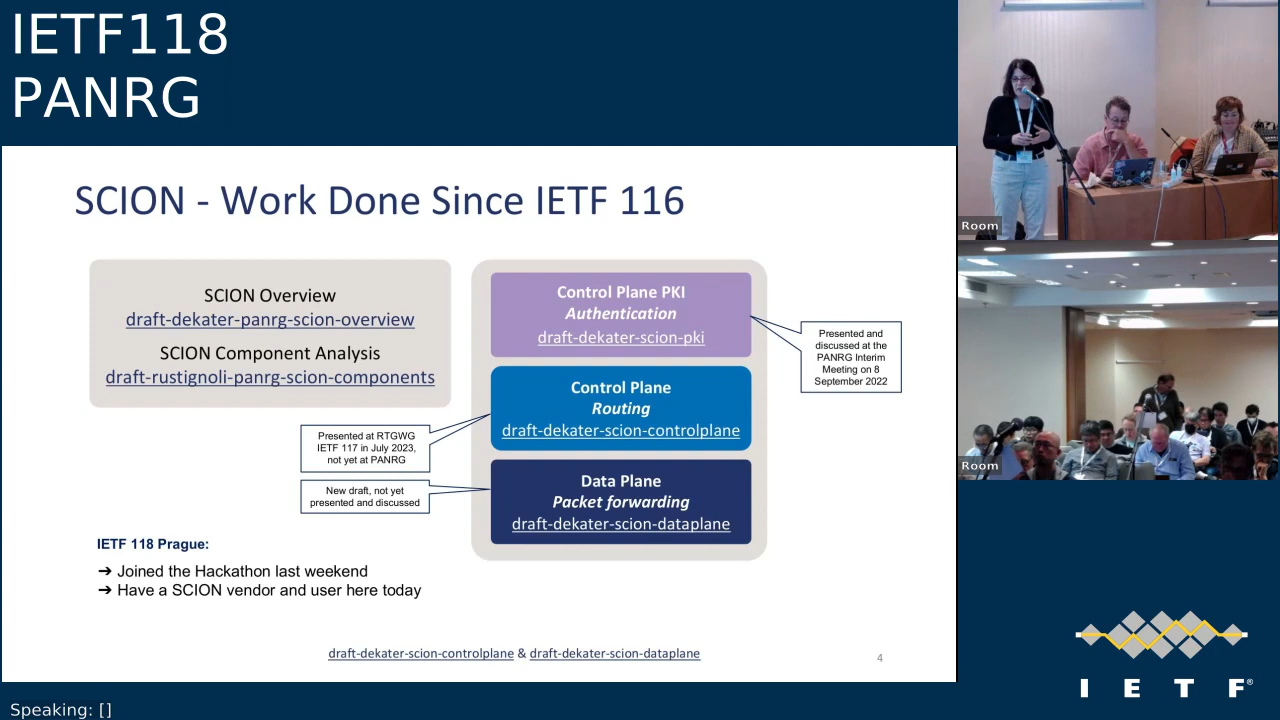 IETF118
PANRG
SCION - Work Done Since IETF 116
SCION Overview
draft-dekater-panrg-scion-overview
SCION Component Analysis
draft-rustignoli-panrg-scion-components
Control Plane PKI
Authentication
draft-dekater-scion-pki
Presented and
discussed at the
PANRG Interim
Meeting on 8
September 2022
Control Plane
Routing
draft-dekater-scion-controlplane
Presented at RTGWG
IETF 117 in July 2023,
not yet at PANRG
Data Plane
Packet forwarding
draft-dekater-scion-dataplane
New draft, not yet
presented and discussed
IETF 118 Prague:
➔ Joined the Hackathon last weekend
➔ Have a SCION vendor and user here today
draft-dekater-scion-controlplane & draft-dekater-scion-dataplane
4
Room
Room
I E T F®
Speaking: []